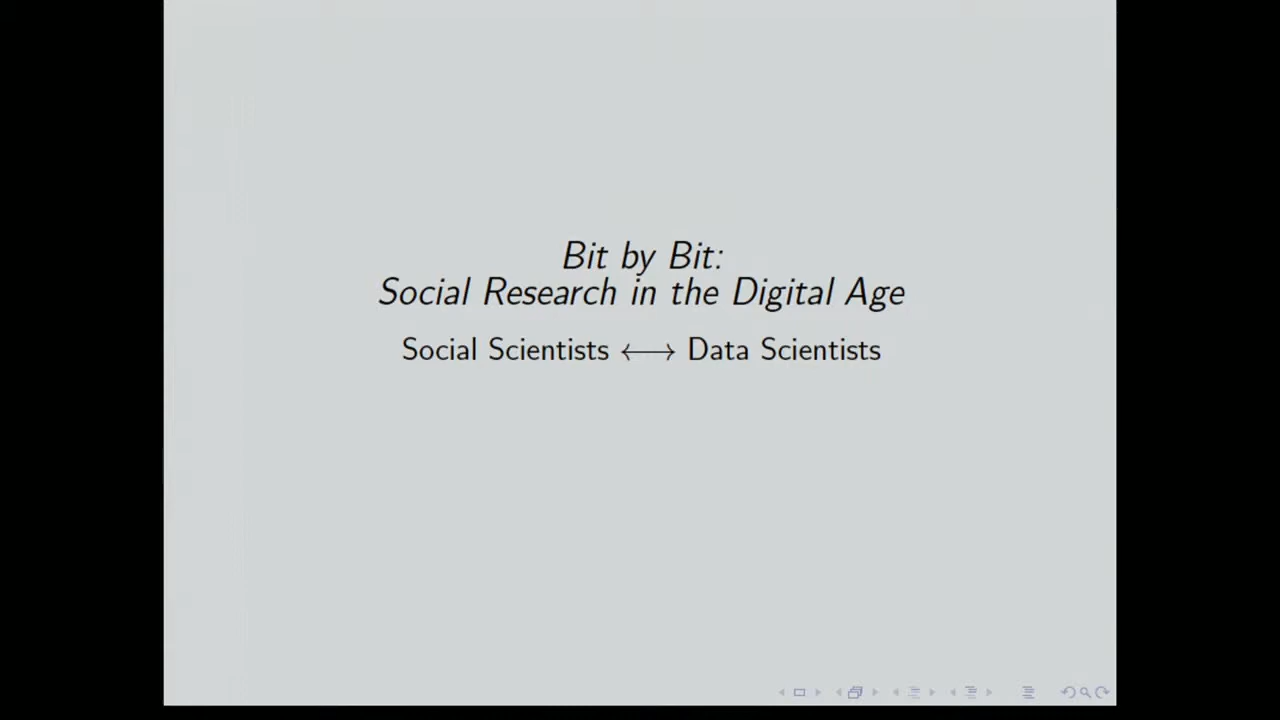 Bit by Bit:
Social Research in the Digital Age
Social Scientists ⟷ Data Scientists